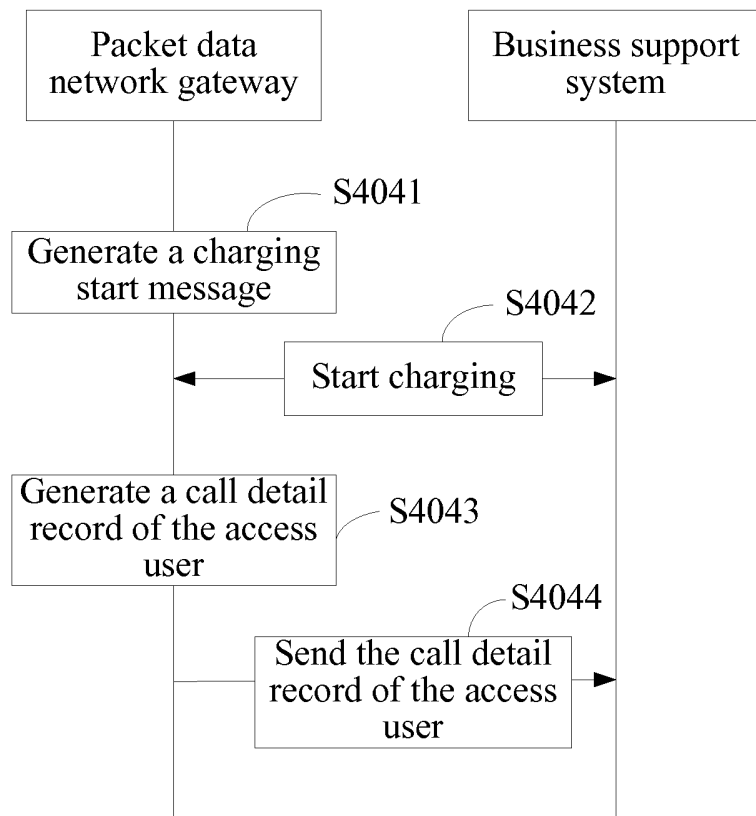 Packet data
network gateway
Business support
system
S4041
Generate a charging
start message
S4042
Start charging
Generate a call detail
record of the access
user
S4043
S4044
Send the call detail
record of the access
user